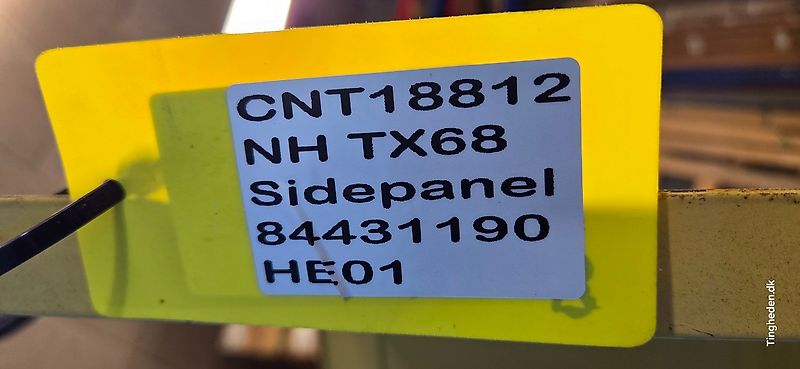 CNT18812
NH TX68
Sidepanel
84431190
HE01
Tingheden.dk